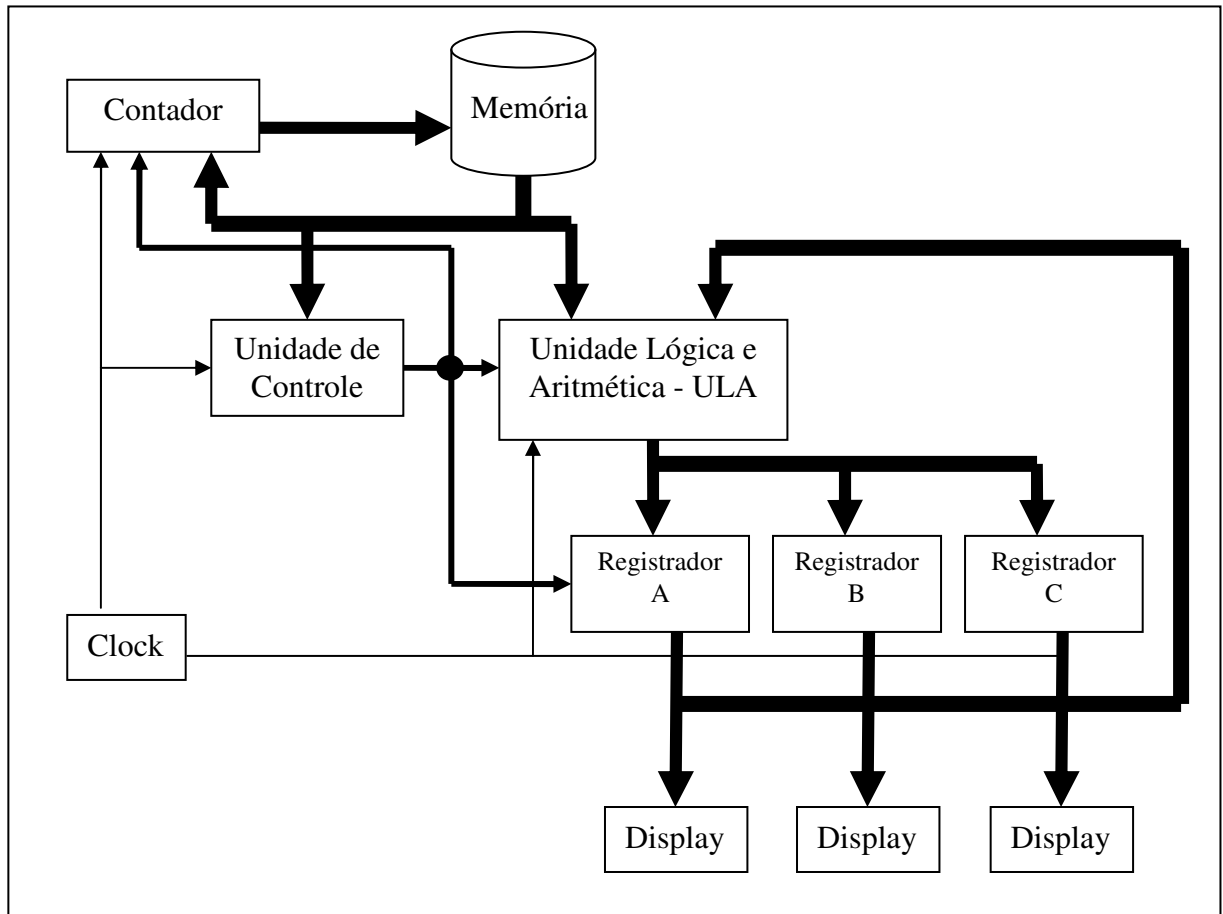 Contador
Memória
Unidade de
Controle
Unidade Lógica e
Aritmética - ULA
Registrador
A
Registrador
B
Registrador
C
Clock
Display
Display
Display